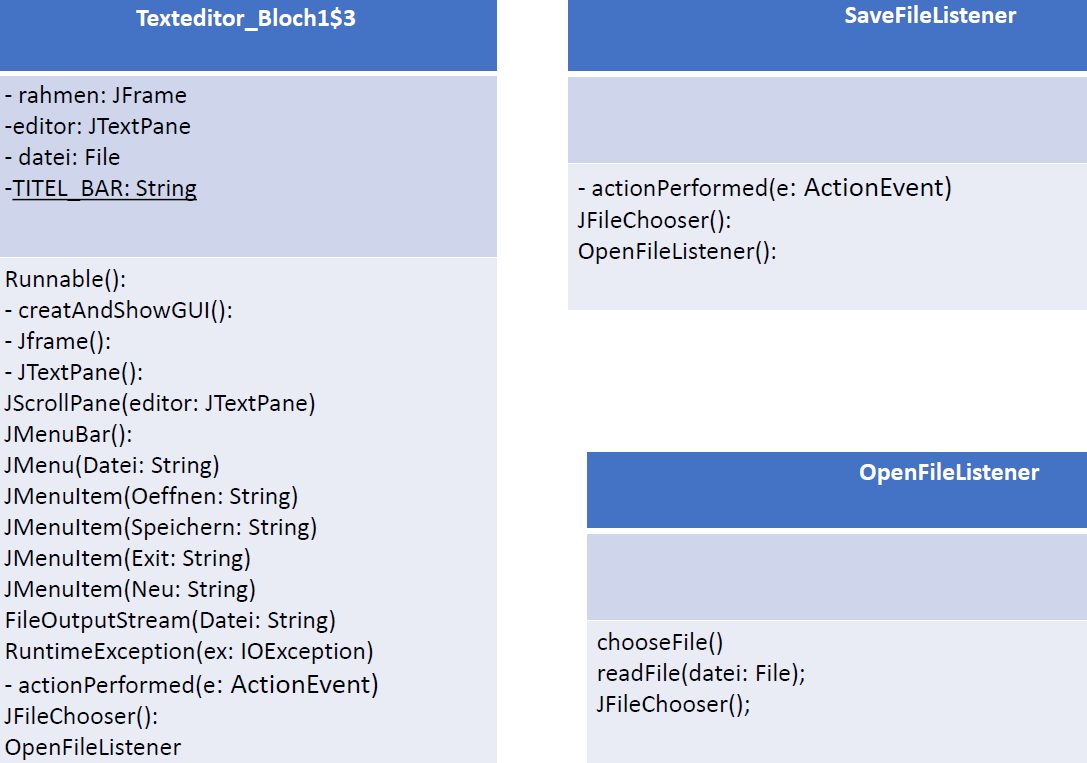 Texteditor_Bloch1$3
- rahmen: JFrame
-editor: JTextPane
- datei: File
-TITEL_BAR: String
Runnable():
- creatAndShowGUI():
- Jframe():
- JTextPane():
JScrollPane(editor: JTextPane)
JMenuBar():
JMenu(Datei: String)
JMenuItem(Oeffnen: String)
JMenuItem(Speichern: String)
JMenuItem(Exit: String)
JMenuItem(Neu: String)
FileOutputStream(Datei: String)
RuntimeException(ex: IOException)
- actionPerformed(e: ActionEvent)
JFileChooser():
OpenFileListener
SaveFileListener
- actionPerformed(e: ActionEvent)
JFileChooser():
OpenFileListener():
OpenFileListener
chooseFile()
readFile(datei: File);
JFileChooser();